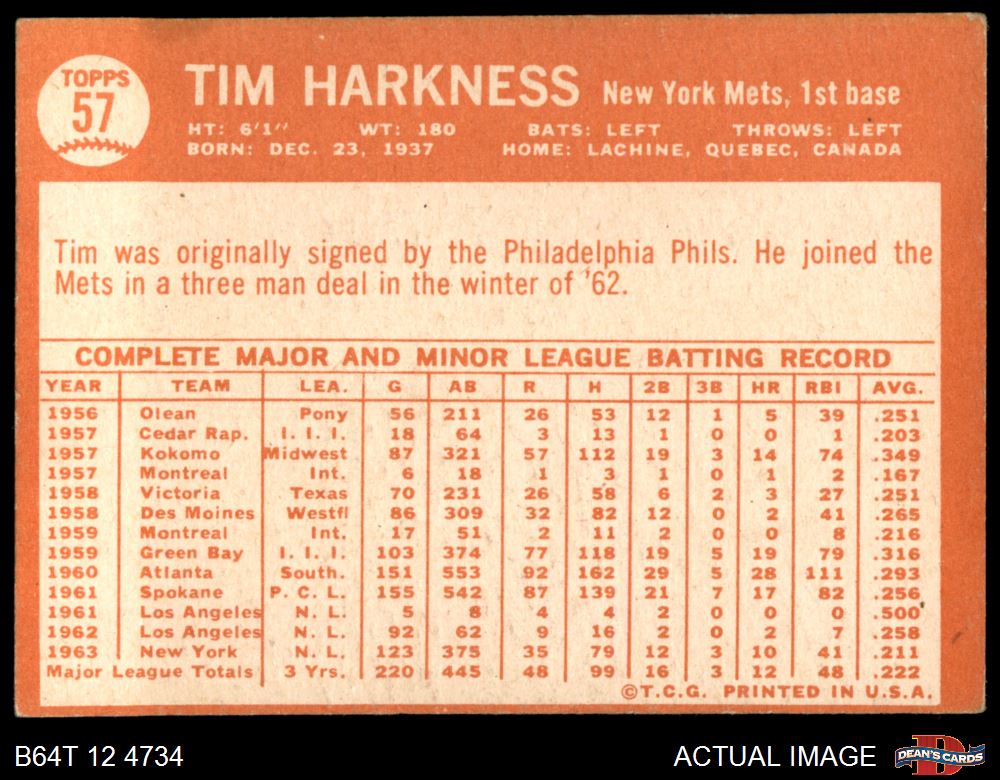 TOPPS
57
TIM HARKNESS New York Mets, 1st base
HT: 6'1" WT: 180 BATS: LEFT THROWS: LEFT
BORN: DEC. 23, 1937 HOME: LACHINE, QUEBEC, CANADA
Tim was originally signed by the Philadelphia Phils. He joined the
Mets in a three man deal in the winter of '62.
COMPLETE MAJOR AND MINOR LEAGUE BATTING RECORD
YEAR TEAM LEA. G AB R H 2B 3B HR RBI AVG.
1956 Olean Pony 56 211 26 53 12 1 5 39 .251
1957 Cedar Rap. I. I. I. 18 64 3 13 1 0 0 1 .203
1957 Kokomo Midwest 87 321 57 112 19 3 14 74 .349
1957 Montreal Int. 6 18 1 3 1 0 1 2 .167
1958 Victoria Texas 70 231 26 58 6 2 3 27 .251
1958 Des Moines Westfl 86 309 32 82 12 0 2 41 .265
1959 Montreal Int. 17 51 2 11 2 0 0 8 .216
1959 Green Bay I. I. I. 103 374 77 118 19 5 19 79 .316
1960 Atlanta South. 151 553 92 162 29 5 28 111 .293
1961 Spokane P. C. L. 155 542 87 139 21 7 17 82 .256
1961 Los Angeles N. L. 5 8 4 4 2 0 0 0 .500
1962 Los Angeles N. L. 92 62 9 16 2 0 2 7 .258
1963 New York N. L. 123 375 35 79 12 3 10 41 .211
Major League Totals 3 Yrs. 220 445 48 99 16 3 12 48 .222
©T.C.G. PRINTED IN U.S.A.
B64T 12 4734 ACTUAL IMAGE DEAN'S CARDS